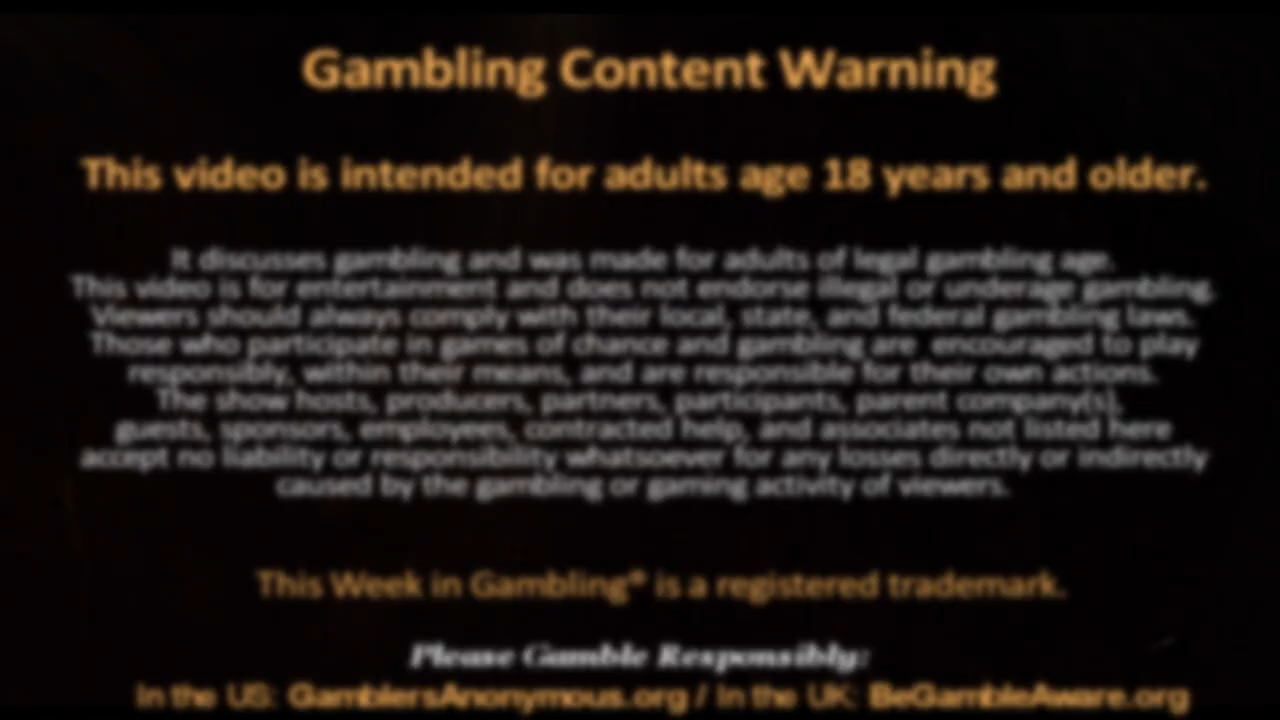 Gambling Content Warning
This video is intended for adults age 18 years and older.
It discusses gambling and was made for adults of legal gambling age.
This video is for entertainment and does not endorse illegal or underage gambling.
Viewers should always comply with their local, state, and federal gambling laws.
Those who participate in games of chance and gambling are encouraged to play
responsibly, within their means, and are responsible for their own actions.
The show hosts, producers, partners, participants, parent company(s),
guests, sponsors, employees, contracted help, and associates not listed here
accept no liability or responsibility whatsoever for any losses directly or indirectly
caused by the gambling or gaming activity of viewers.
This Week in Gambling® is a registered trademark.
Please Gamble Responsibly:
In the US: GamblersAnonymous.org / In the UK: BeGambleAware.org